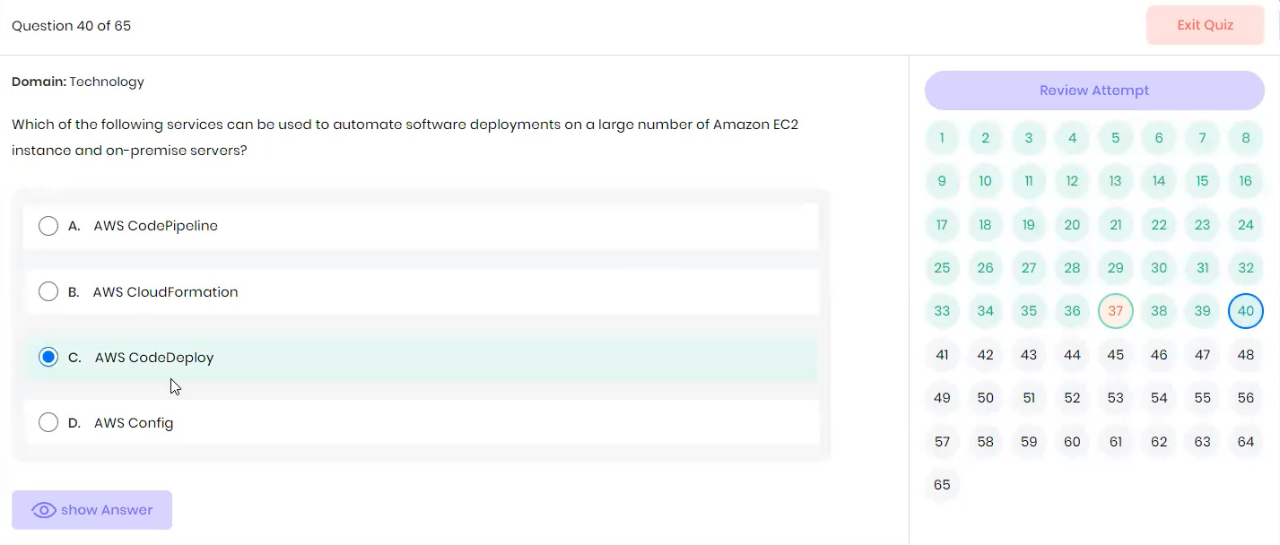 Question 40 of 65
Exit Quiz
Domain: Technology
Which of the following services can be used to automate software deployments on a large number of Amazon EC2
instance and on-premise servers?
A. AWS CodePipeline
B. AWS CloudFormation
C. AWS CodeDeploy
D. AWS Config
show Answer
Review Attempt
1 2 3 4 5 6 7 8
9 10 11 12 13 14 15 16
17 18 19 20 21 22 23 24
25 26 27 28 29 30 31 32
33 34 35 36 37 38 39 40
41 42 43 44 45 46 47 48
49 50 51 52 53 54 55 56
57 58 59 60 61 62 63 64
65